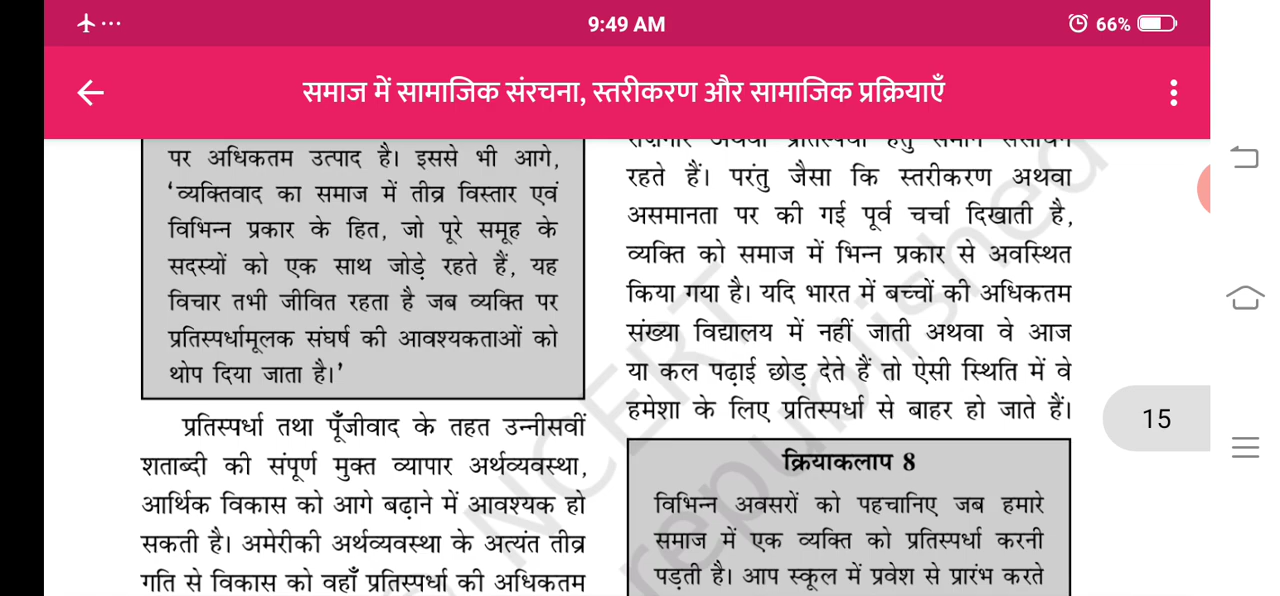 9:49 AM
66%
समाज में सामाजिक संरचना, स्तरीकरण और सामाजिक प्रक्रियाएँ
पर अधिकतम उत्पाद है। इससे भी आगे,
‘व्यक्तिवाद का समाज में तीव्र विस्तार एवं
विभिन्न प्रकार के हित, जो पूरे समूह के
सदस्यों को एक साथ जोड़े रहते हैं, यह
विचार तभी जीवित रहता है जब व्यक्ति पर
प्रतिस्पर्धामूलक संघर्ष की आवश्यकताओं को
थोप दिया जाता है।’
प्रतिस्पर्धा तथा पूँजीवाद के तहत उन्नीसवीं
शताब्दी की संपूर्ण मुक्त व्यापार अर्थव्यवस्था,
आर्थिक विकास को आगे बढ़ाने में आवश्यक हो
सकती है। अमेरीकी अर्थव्यवस्था के अत्यंत तीव्र
गति से विकास को वहाँ प्रतिस्पर्धा की अधिकतम
रहते हैं। परंतु जैसा कि स्तरीकरण अथवा
असमानता पर की गई पूर्व चर्चा दिखाती है,
व्यक्ति को समाज में भिन्न प्रकार से अवस्थित
किया गया है। यदि भारत में बच्चों की अधिकतम
संख्या विद्यालय में नहीं जाती अथवा वे आज
या कल पढ़ाई छोड़ देते हैं तो ऐसी स्थिति में वे
हमेशा के लिए प्रतिस्पर्धा से बाहर हो जाते हैं।
क्रियाकलाप 8
विभिन्न अवसरों को पहचानिए जब हमारे
समाज में एक व्यक्ति को प्रतिस्पर्धा करनी
पड़ती है। आप स्कूल में प्रवेश से प्रारंभ करते
15
NCERT
republished